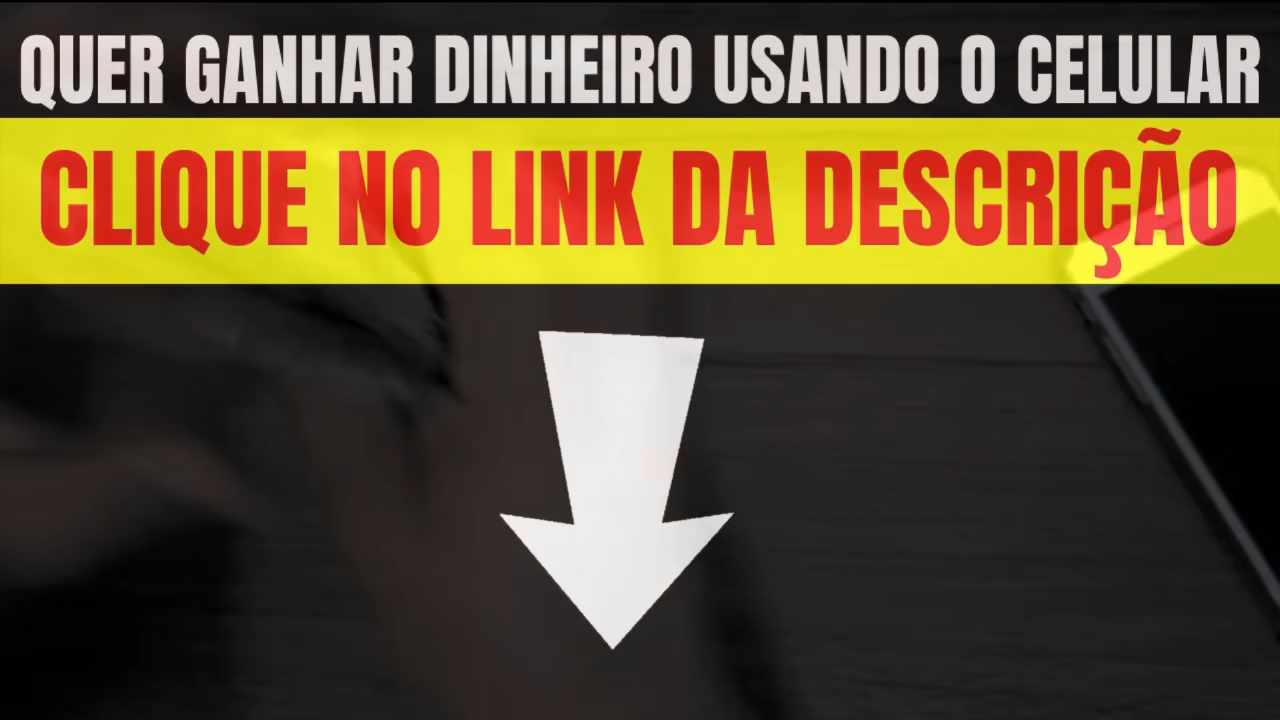 QUER GANHAR DINHEIRO USANDO O CELULAR
CLIQUE NO LINK DA DESCRIÇÃO